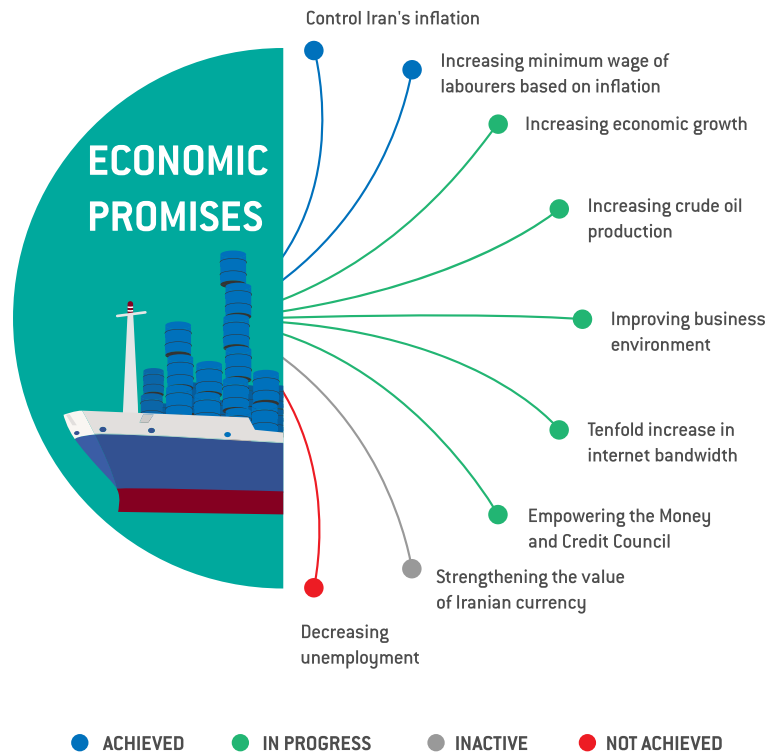 Control Iran's inflation
Increasing minimum wage of
labourers based on inflation
Increasing economic growth
ECONOMIC
PROMISES
Increasing crude oil
production
Improving business
environment
Tenfold increase in
internet bandwidth
Empowering the Money
and Credit Council
Strengthening the value
of Iranian currency
Decreasing
unemployment
ACHIEVED
IN PROGRESS
INACTIVE
NOT ACHIEVED